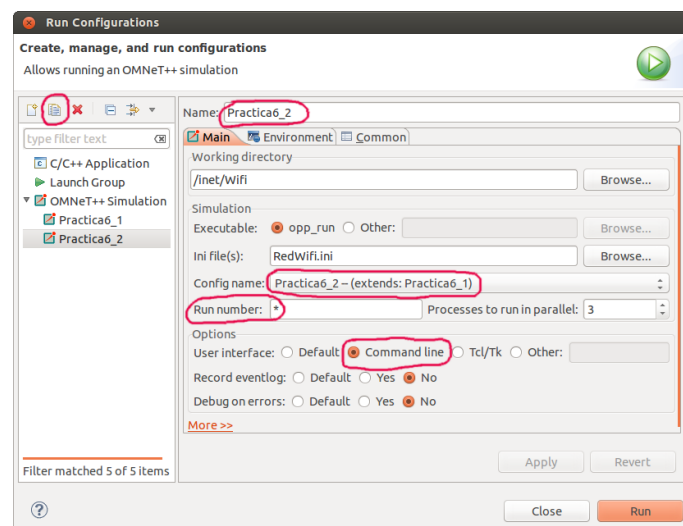 Run Configurations
Create, manage, and run configurations
Allows running an OMNeT++ simulation
type filter text
C/C++ Application
Launch Group
OMNeT++ Simulation
Practica6_1
Practica6_2
Filter matched 5 of 5 items
Name: Practica6_2
Main Environment Common
Working directory
/inet/Wifi Browse...
Simulation
Executable: opp_run Other: Browse...
Ini file(s): RedWifi.ini Browse...
Config name: Practica6_2 -- (extends: Practica6_1)
Run number: * Processes to run in parallel: 3
Options
User interface: Default Command line Tcl/Tk Other:
Record eventlog: Default Yes No
Debug on errors: Default Yes No
More >>
Apply Revert
? Close Run